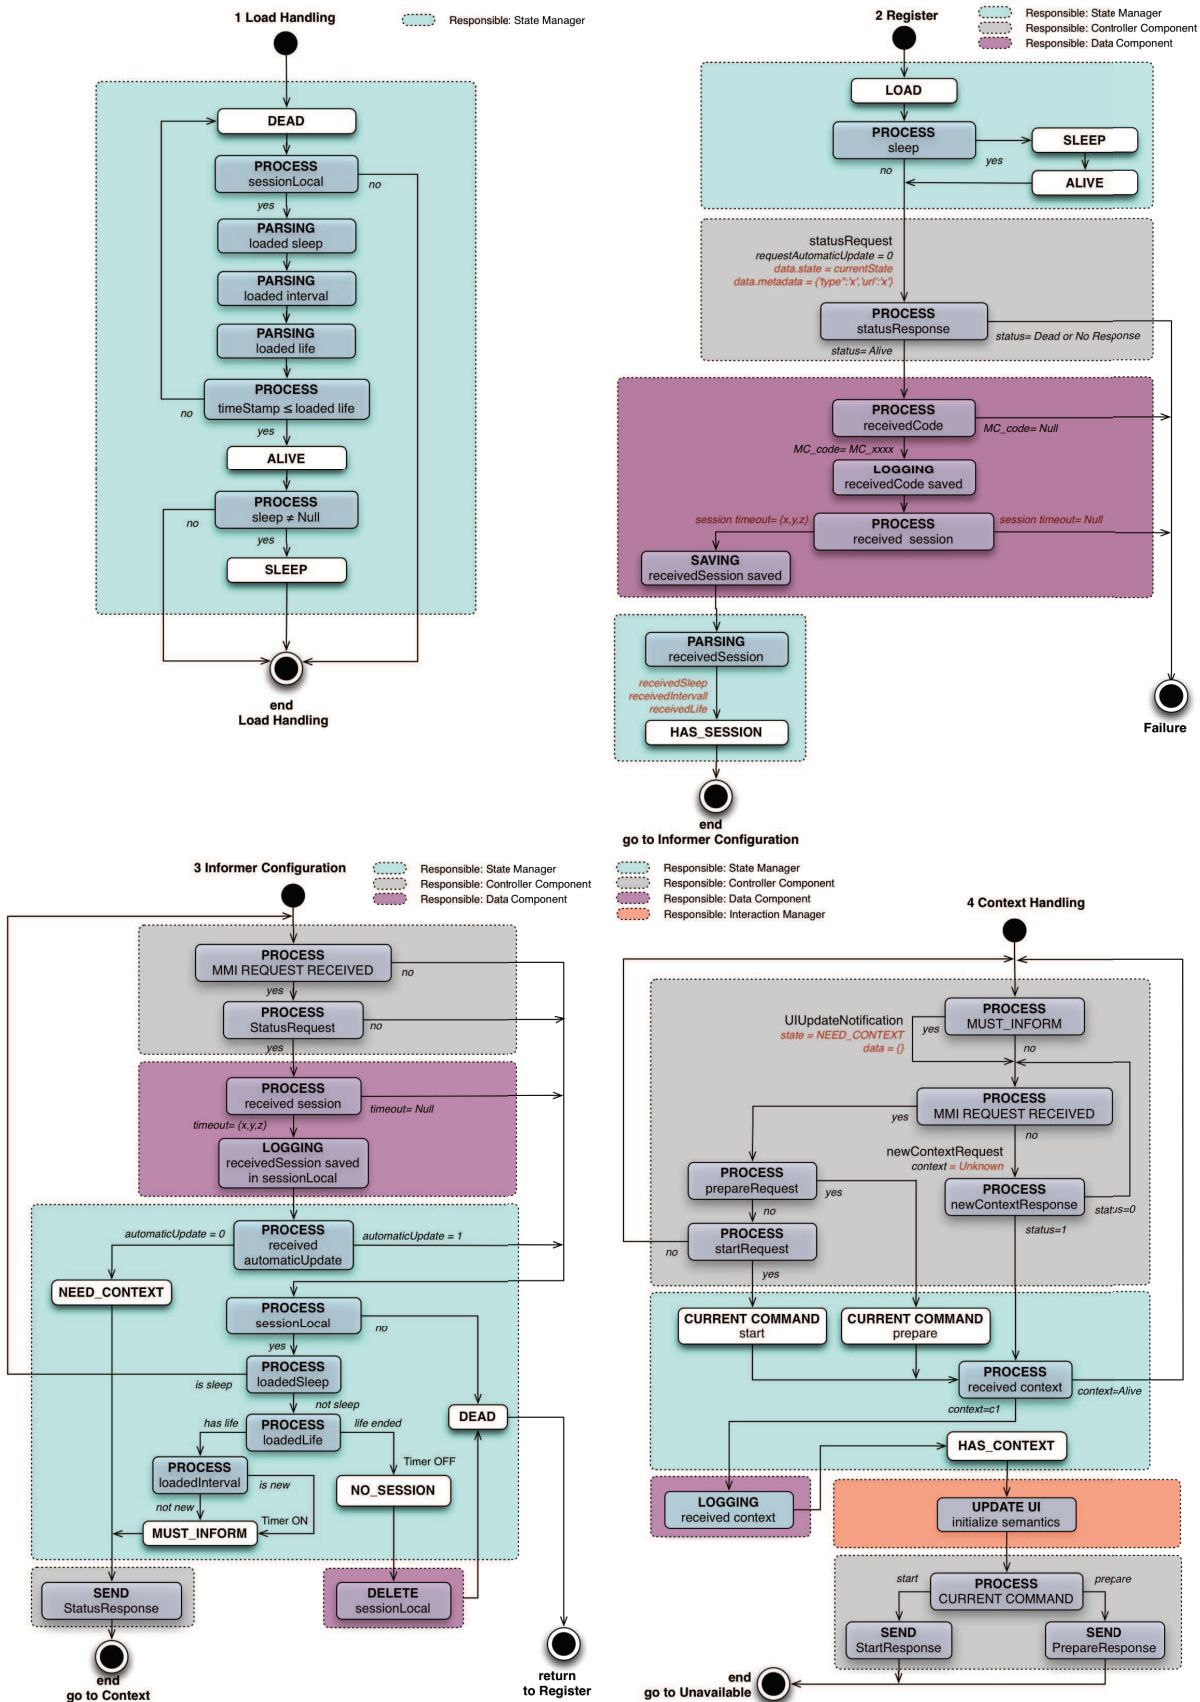 1 Load Handling
Responsible: State Manager
DEAD
PROCESS
sessionLocal
no
yes
PARSING
loaded sleep
PARSING
loaded interval
PARSING
loaded life
PROCESS
timeStamp ≤ loaded life
no
yes
ALIVE
PROCESS
sleep ≠ Null
no
yes
SLEEP
end
Load Handling
2 Register
Responsible: State Manager
Responsible: Controller Component
Responsible: Data Component
LOAD
PROCESS
sleep
yes
no
SLEEP
ALIVE
statusRequest
requestAutomaticUpdate = 0
data.state = currentState
data.metadata = {'type":'x','url':'x'}
PROCESS
statusResponse
status= Dead or No Response
status= Alive
PROCESS
receivedCode
MC_code= Null
MC_code= MC_xxxx
LOGGING
receivedCode saved
session timeout= {x,y,z}
PROCESS
received session
session timeout= Null
SAVING
receivedSession saved
PARSING
receivedSession
receivedSleep
receivedIntervall
receivedLife
HAS_SESSION
end
go to Informer Configuration
Failure
3 Informer Configuration
Responsible: State Manager
Responsible: Controller Component
Responsible: Data Component
PROCESS
MMI REQUEST RECEIVED
no
yes
PROCESS
StatusRequest
no
yes
PROCESS
received session
timeout= Null
timeout= {x,y,z}
LOGGING
receivedSession saved
in sessionLocal
automaticUpdate = 0
PROCESS
received
automaticUpdate
automaticUpdate = 1
NEED_CONTEXT
PROCESS
sessionLocal
no
yes
PROCESS
loadedSleep
is sleep
not sleep
has life
PROCESS
loadedLife
life ended
DEAD
PROCESS
loadedInterval
is new
not new
Timer OFF
NO_SESSION
Timer ON
MUST_INFORM
SEND
StatusResponse
DELETE
sessionLocal
end
go to Context
return
to Register
Responsible: State Manager
Responsible: Controller Component
Responsible: Data Component
Responsible: Interaction Manager
4 Context Handling
PROCESS
MUST_INFORM
UIUpdateNotification
state = NEED_CONTEXT
data = {}
yes
no
PROCESS
MMI REQUEST RECEIVED
yes
no
newContextRequest
context = Unknown
PROCESS
prepareRequest
yes
no
PROCESS
newContextResponse
status=0
status=1
PROCESS
startRequest
no
yes
CURRENT COMMAND
start
CURRENT COMMAND
prepare
PROCESS
received context
context=Alive
context=c1
HAS_CONTEXT
LOGGING
received context
UPDATE UI
initialize semantics
start
PROCESS
CURRENT COMMAND
prepare
SEND
StartResponse
SEND
PrepareResponse
end
go to Unavailable